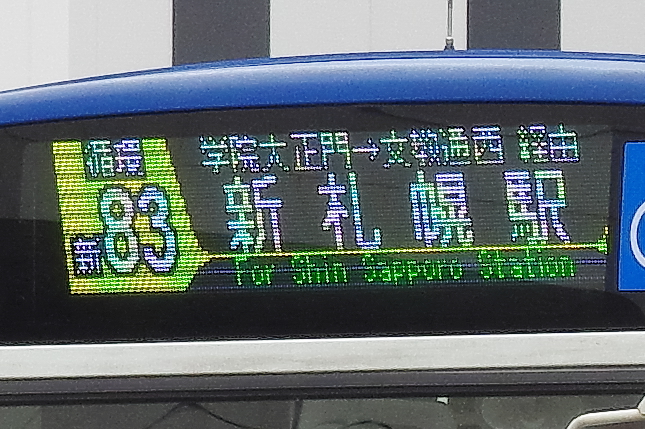 循環
新83
学院大正門→文教通西 経由
新札幌駅
For Shin Sapporo Station